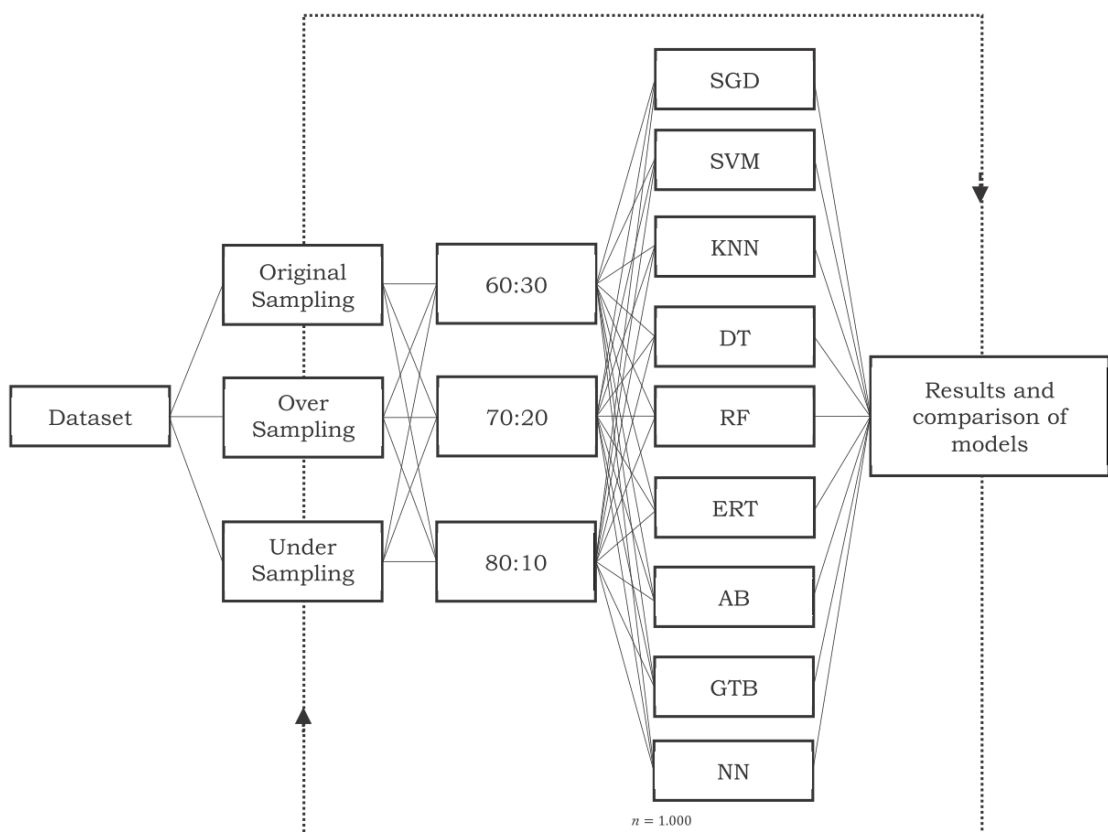 Dataset
Original
Sampling
Over
Sampling
Under
Sampling
60:30
70:20
80:10
SGD
SVM
KNN
DT
RF
ERT
AB
GTB
NN
n = 1.000
Results and
comparison of
models